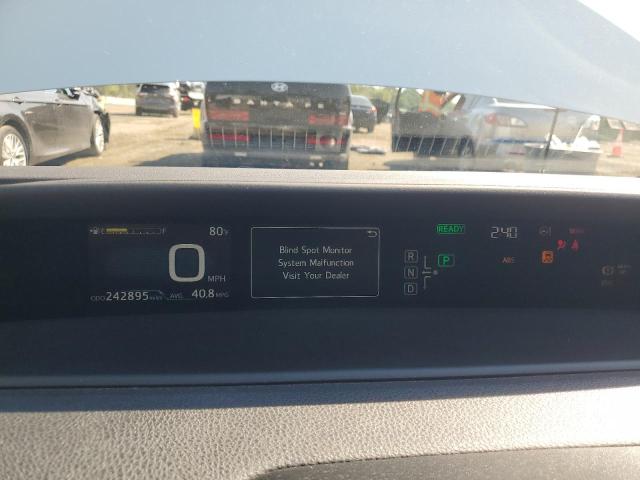 SANTA FE
E F
80°F
0 MPH
ODO 242895 miles AVG. 40.8 MPG
Blind Spot Monitor
System Malfunction
Visit Your Dealer
READY
2:40
R
N
D
P
ABS